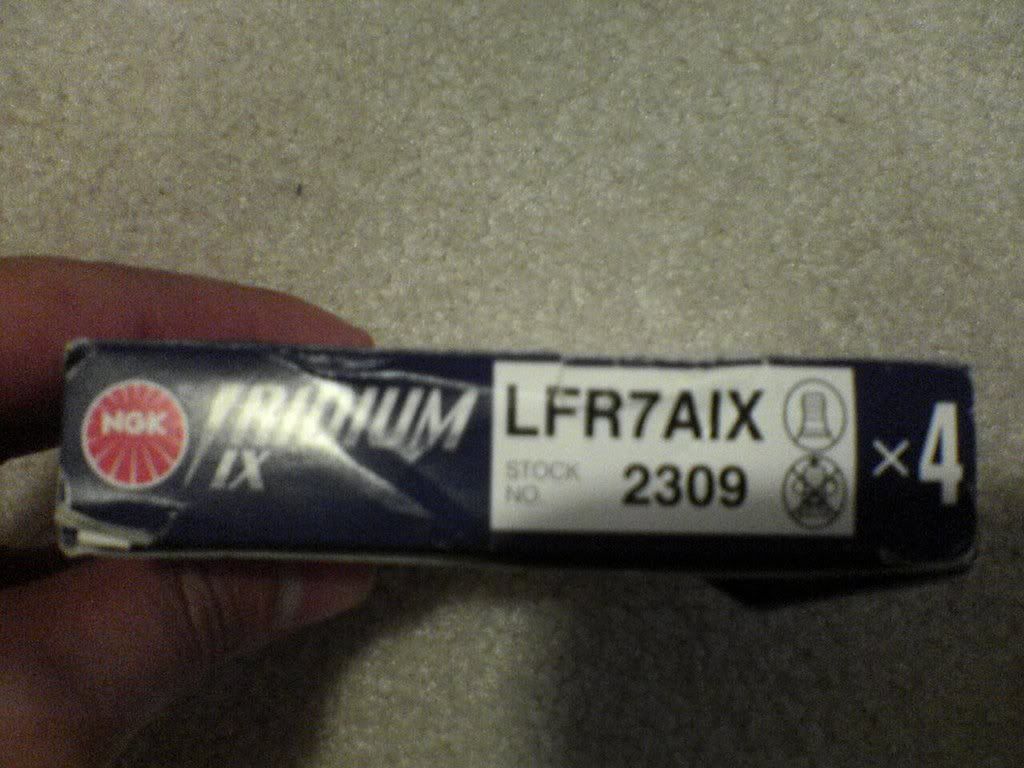 NGK
IRIDIUM
IX
LFR7AIX
STOCK
NO.
2309
×4